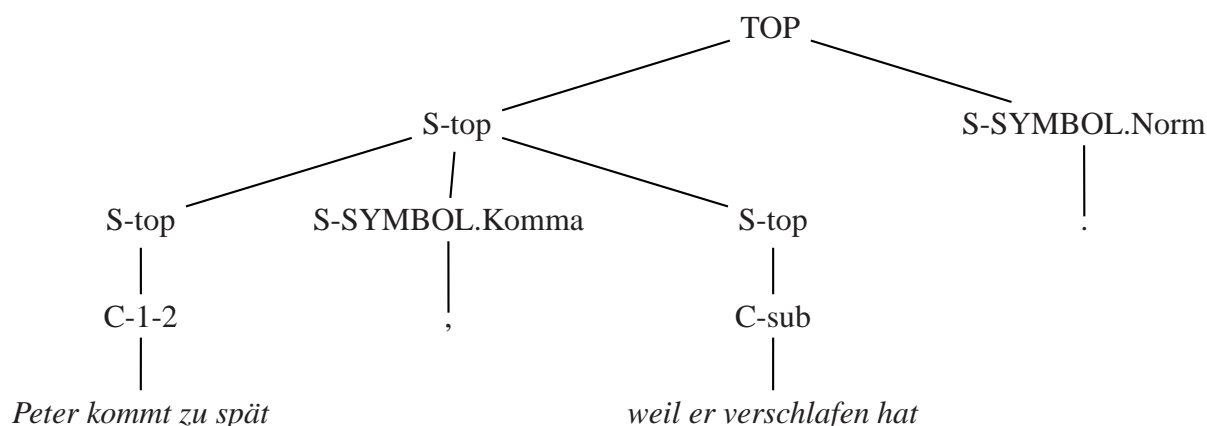 TOP
S-top S-SYMBOL.Norm
S-top S-SYMBOL.Komma S-top .
C-1-2 , C-sub
Peter kommt zu spät weil er verschlafen hat